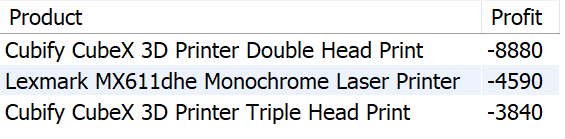 Product Profit
Cubify CubeX 3D Printer Double Head Print -8880
Lexmark MX611dhe Monochrome Laser Printer -4590
Cubify CubeX 3D Printer Triple Head Print -3840